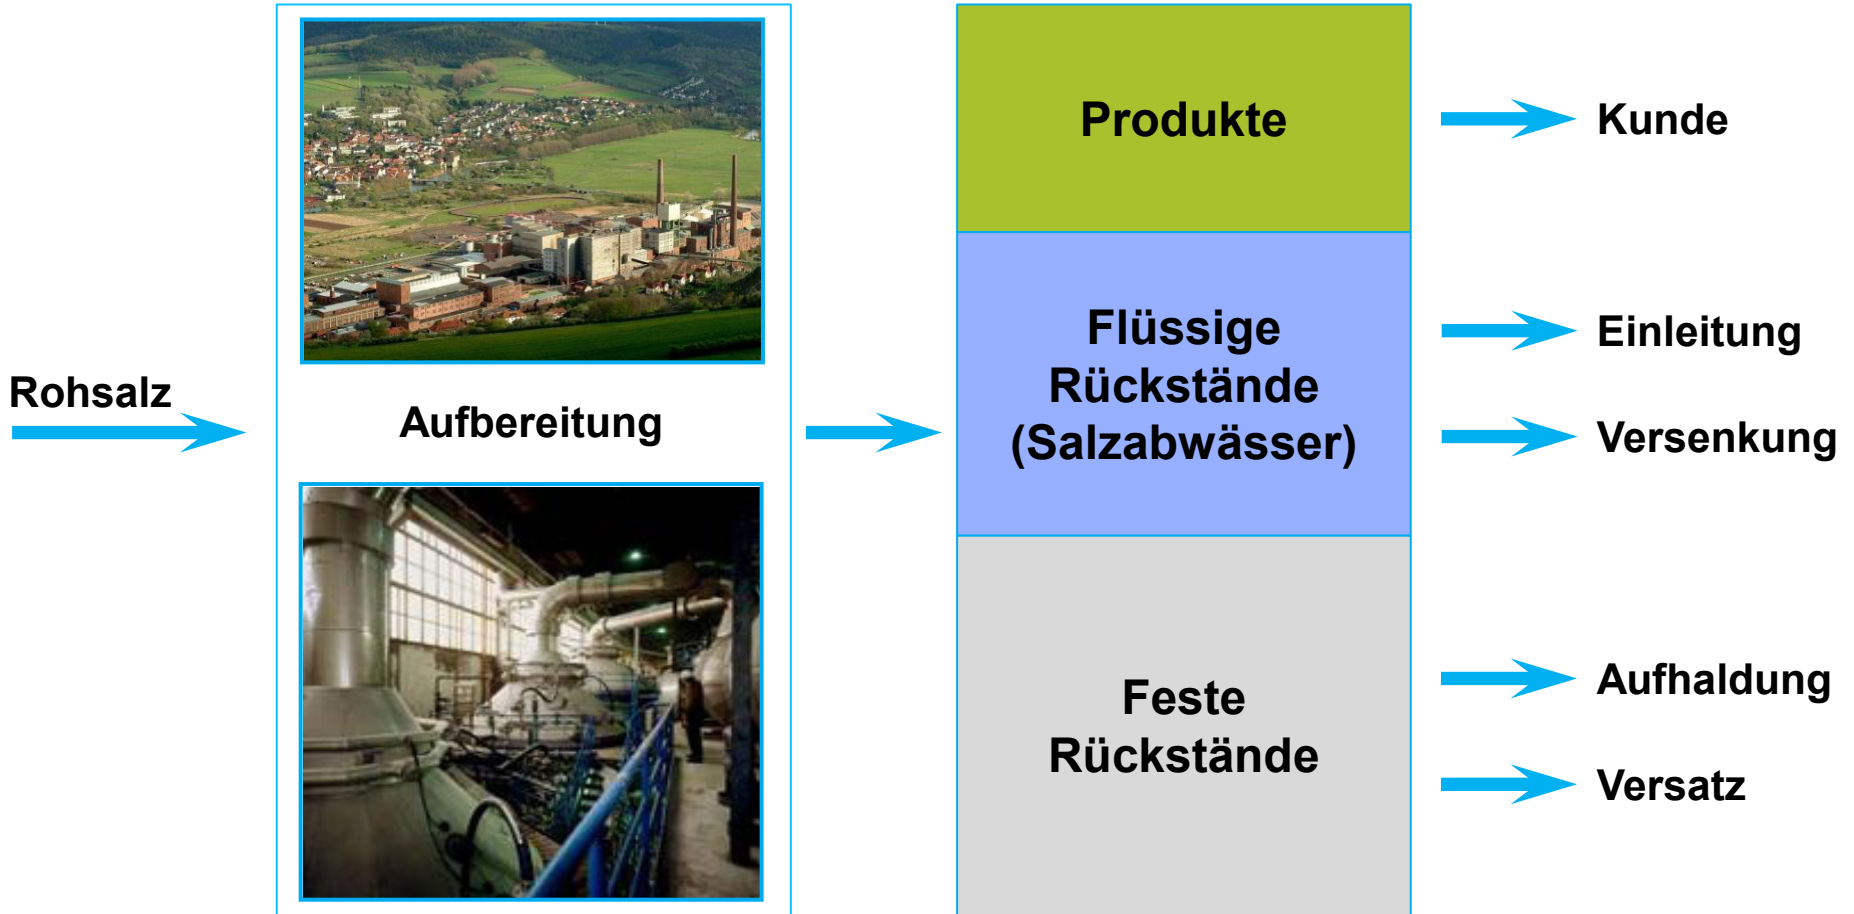 Rohsalz
Aufbereitung
Produkte
Flüssige
Rückstände
(Salzabwässer)
Feste
Rückstände
Kunde
Einleitung
Versenkung
Aufhaldung
Versatz